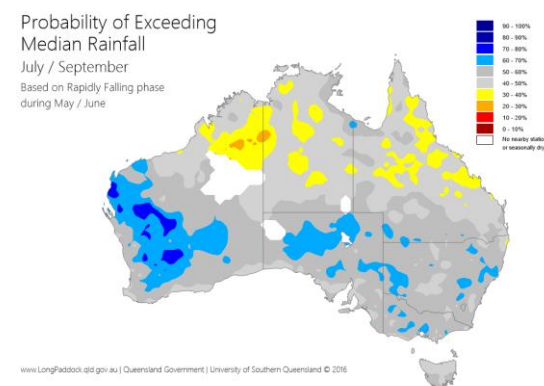 Probability of Exceeding
Median Rainfall
July / September
Based on Rapidly Falling phase
during May / June
90 - 100%
80 - 90%
70 - 80%
60 - 70%
50 - 60%
40 - 50%
30 - 40%
20 - 30%
10 - 20%
0 - 10%
No nearby statio
or seasonally dry
www.LongPaddock.qld.gov.au | Queensland Government | University of Southern Queensland © 2016